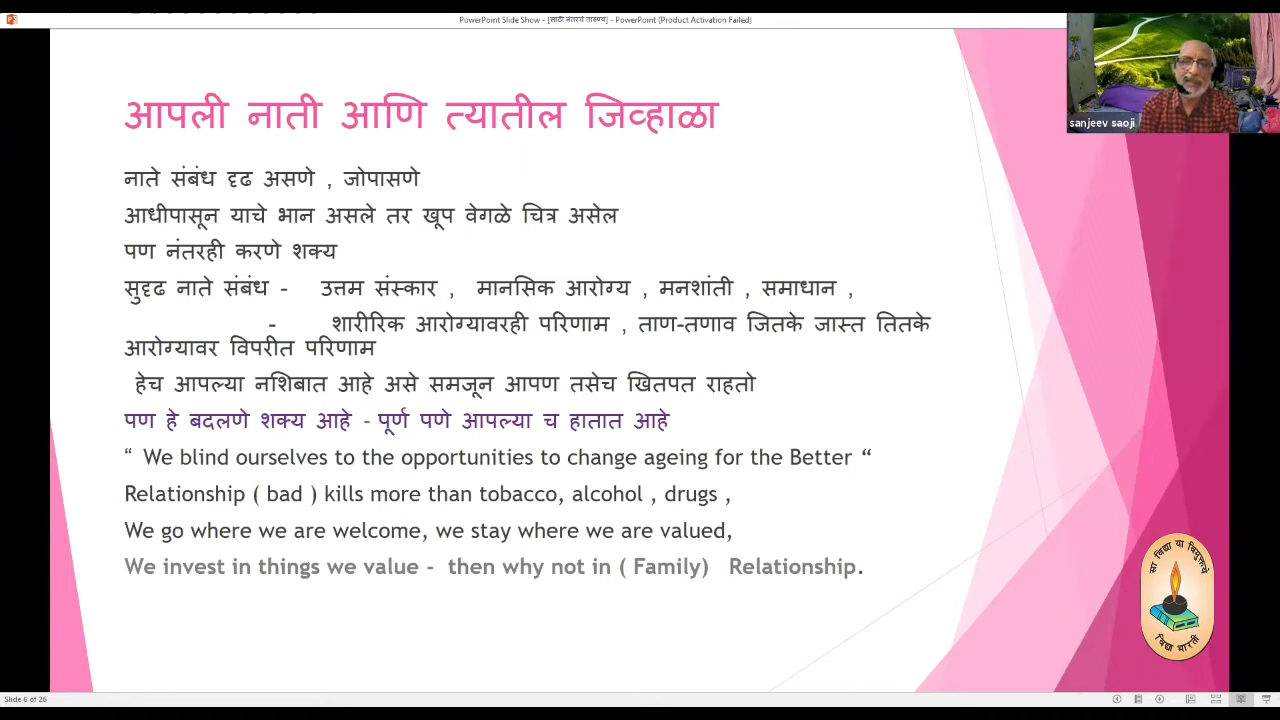 PowerPoint Slide Show - [साठी नंतरचे तारुण्य] - PowerPoint (Product Activation Failed)
sanjeev saoji
आपली नाती आणि त्यातील जिव्हाळा
नाते संबंध दृढ असणे , जोपासणे
आधीपासून याचे भान असले तर खूप वेगळे चित्र असेल
पण नंतरही करणे शक्य
सुदृढ नाते संबंध - उत्तम संस्कार , मानसिक आरोग्य , मनशांती , समाधान ,
- शारीरिक आरोग्यावरही परिणाम , ताण-तणाव जितके जास्त तितके
आरोग्यावर विपरीत परिणाम
हेच आपल्या नशिबात आहे असे समजून आपण तसेच खितपत राहतो
पण हे बदलणे शक्य आहे - पूर्ण पणे आपल्या च हातात आहे
“ We blind ourselves to the opportunities to change ageing for the Better “
Relationship ( bad ) kills more than tobacco, alcohol , drugs ,
We go where we are welcome, we stay where we are valued,
We invest in things we value - then why not in ( Family) Relationship.
सा विद्या या विमुक्तये
विद्या भारती
Slide 6 of 26